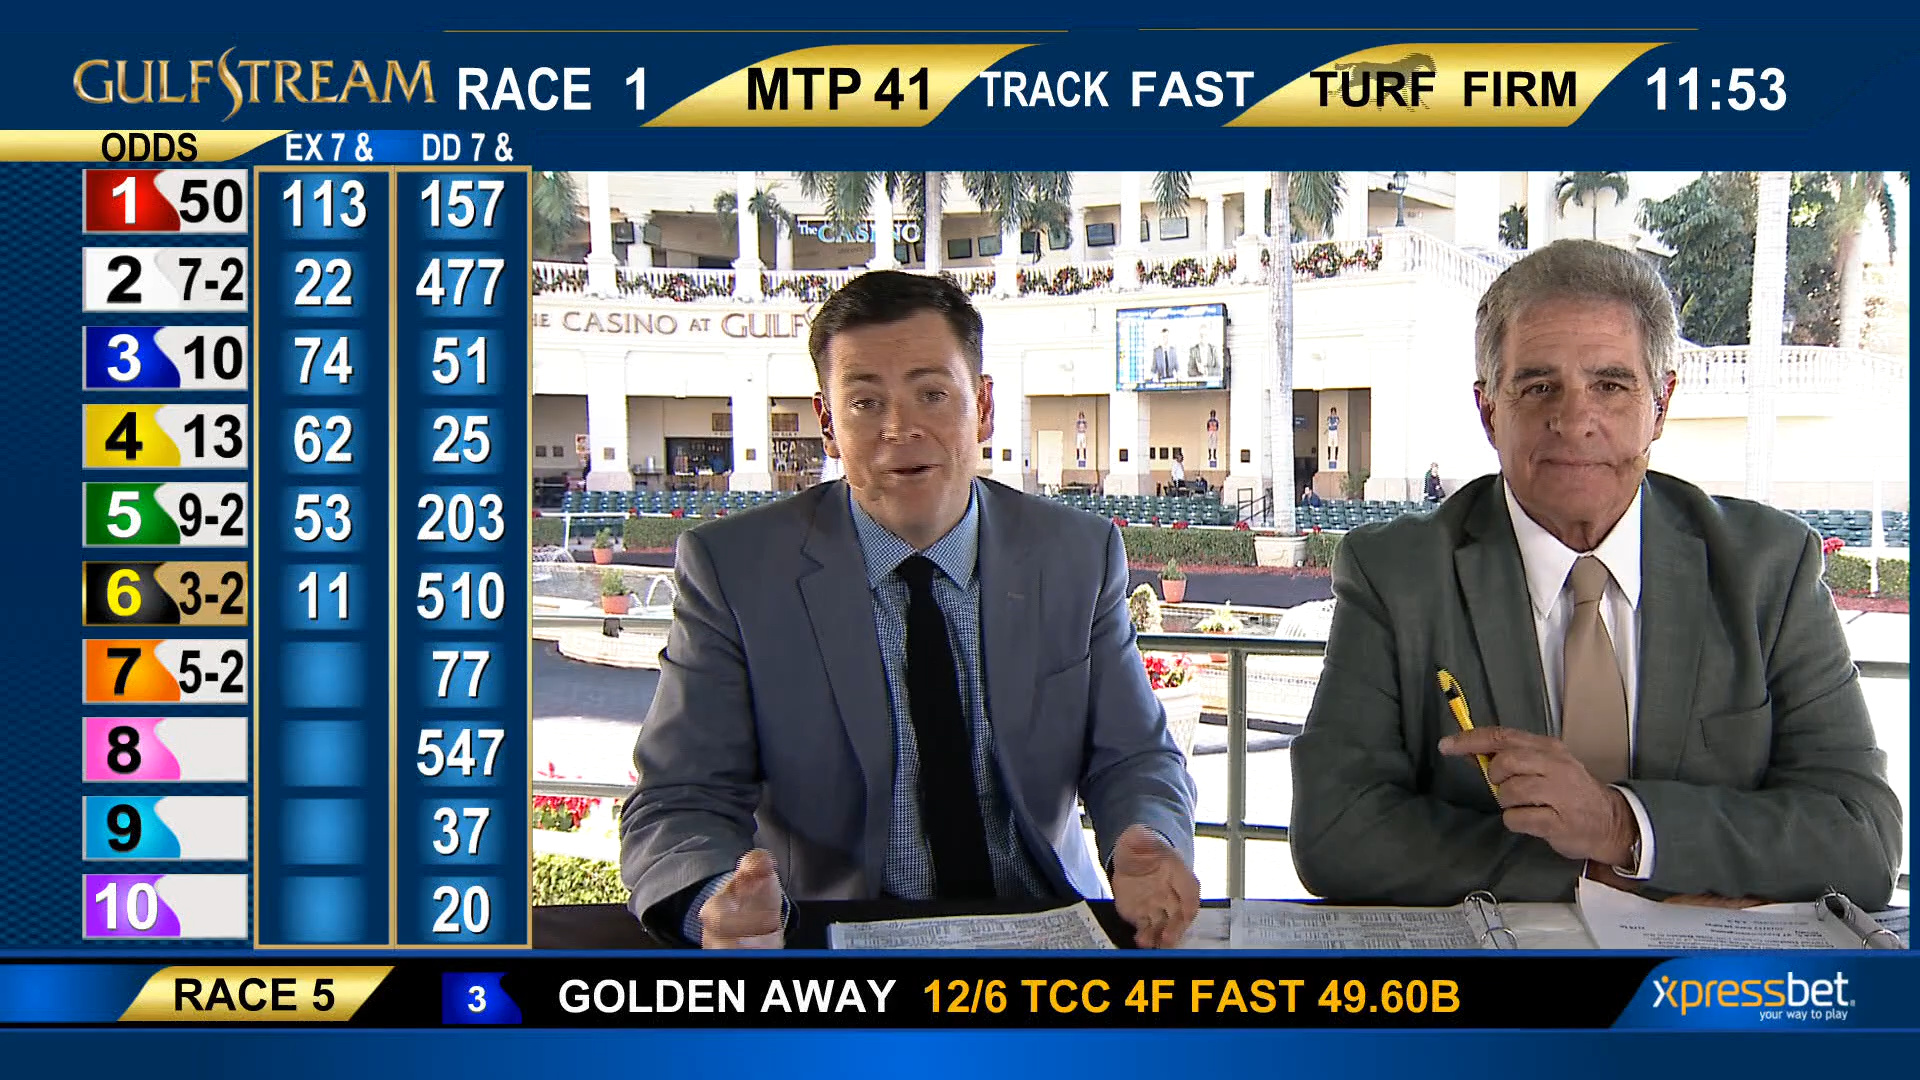 GULFSTREAM RACE 1 MTP 41 TRACK FAST TURF FIRM 11:53
ODDS EX 7 & DD 7 &
1 50 113 157
2 7-2 22 477
3 10 74 51
4 13 62 25
5 9-2 53 203
6 3-2 11 510
7 5-2 77
8 547
9 37
10 20
The CASINO
HE CASINO AT GULF
RACE 5 3 GOLDEN AWAY 12/6 TCC 4F FAST 49.60B
xpressbet.
your way to play